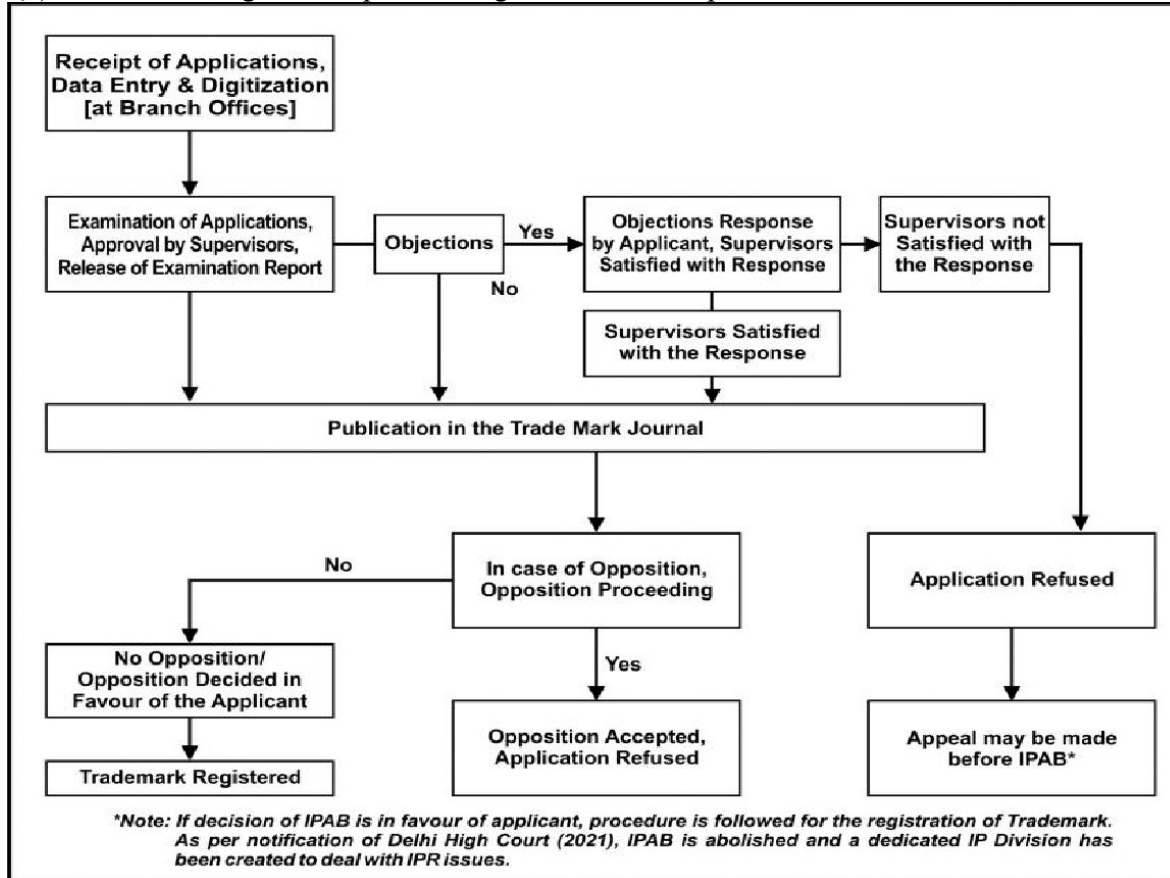 Receipt of Applications,
Data Entry & Digitization
[at Branch Offices]
Examination of Applications,
Approval by Supervisors,
Release of Examination Report
Objections
Yes
No
Objections Response
by Applicant, Supervisors
Satisfied with Response
Supervisors not
Satisfied with
the Response
Supervisors Satisfied
with the Response
Publication in the Trade Mark Journal
No
In case of Opposition,
Opposition Proceeding
Application Refused
No Opposition/
Opposition Decided in
Favour of the Applicant
Yes
Opposition Accepted,
Application Refused
Appeal may be made
before IPAB*
Trademark Registered
*Note: If decision of IPAB is in favour of applicant, procedure is followed for the registration of Trademark.
As per notification of Delhi High Court (2021), IPAB is abolished and a dedicated IP Division has
been created to deal with IPR issues.